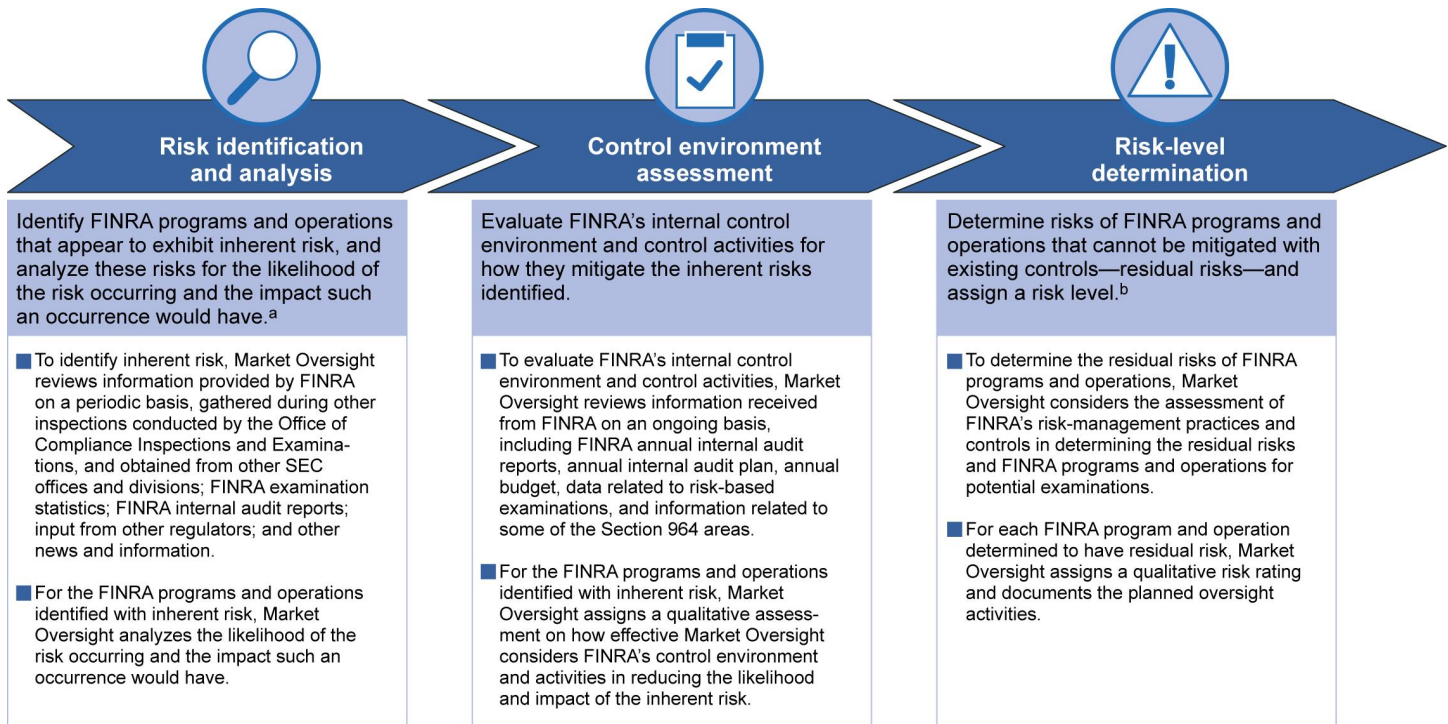 Risk identification
and analysis
Identify FINRA programs and operations
that appear to exhibit inherent risk, and
analyze these risks for the likelihood of
the risk occurring and the impact such
an occurrence would have.a
To identify inherent risk, Market Oversight
reviews information provided by FINRA
on a periodic basis, gathered during other
inspections conducted by the Office of
Compliance Inspections and Examina-
tions, and obtained from other SEC
offices and divisions; FINRA examination
statistics; FINRA internal audit reports;
input from other regulators; and other
news and information.
For the FINRA programs and operations
identified with inherent risk, Market
Oversight analyzes the likelihood of the
risk occurring and the impact such an
occurrence would have.
Control environment
assessment
Evaluate FINRA’s internal control
environment and control activities for
how they mitigate the inherent risks
identified.
To evaluate FINRA’s internal control
environment and control activities, Market
Oversight reviews information received
from FINRA on an ongoing basis,
including FINRA annual internal audit
reports, annual internal audit plan, annual
budget, data related to risk-based
examinations, and information related to
some of the Section 964 areas.
For the FINRA programs and operations
identified with inherent risk, Market
Oversight assigns a qualitative assess-
ment on how effective Market Oversight
considers FINRA’s control environment
and activities in reducing the likelihood
and impact of the inherent risk.
Risk-level
determination
Determine risks of FINRA programs and
operations that cannot be mitigated with
existing controls—residual risks—and
assign a risk level.b
To determine the residual risks of FINRA
programs and operations, Market
Oversight considers the assessment of
FINRA’s risk-management practices and
controls in determining the residual risks
and FINRA programs and operations for
potential examinations.
For each FINRA program and operation
determined to have residual risk, Market
Oversight assigns a qualitative risk rating
and documents the planned oversight
activities.